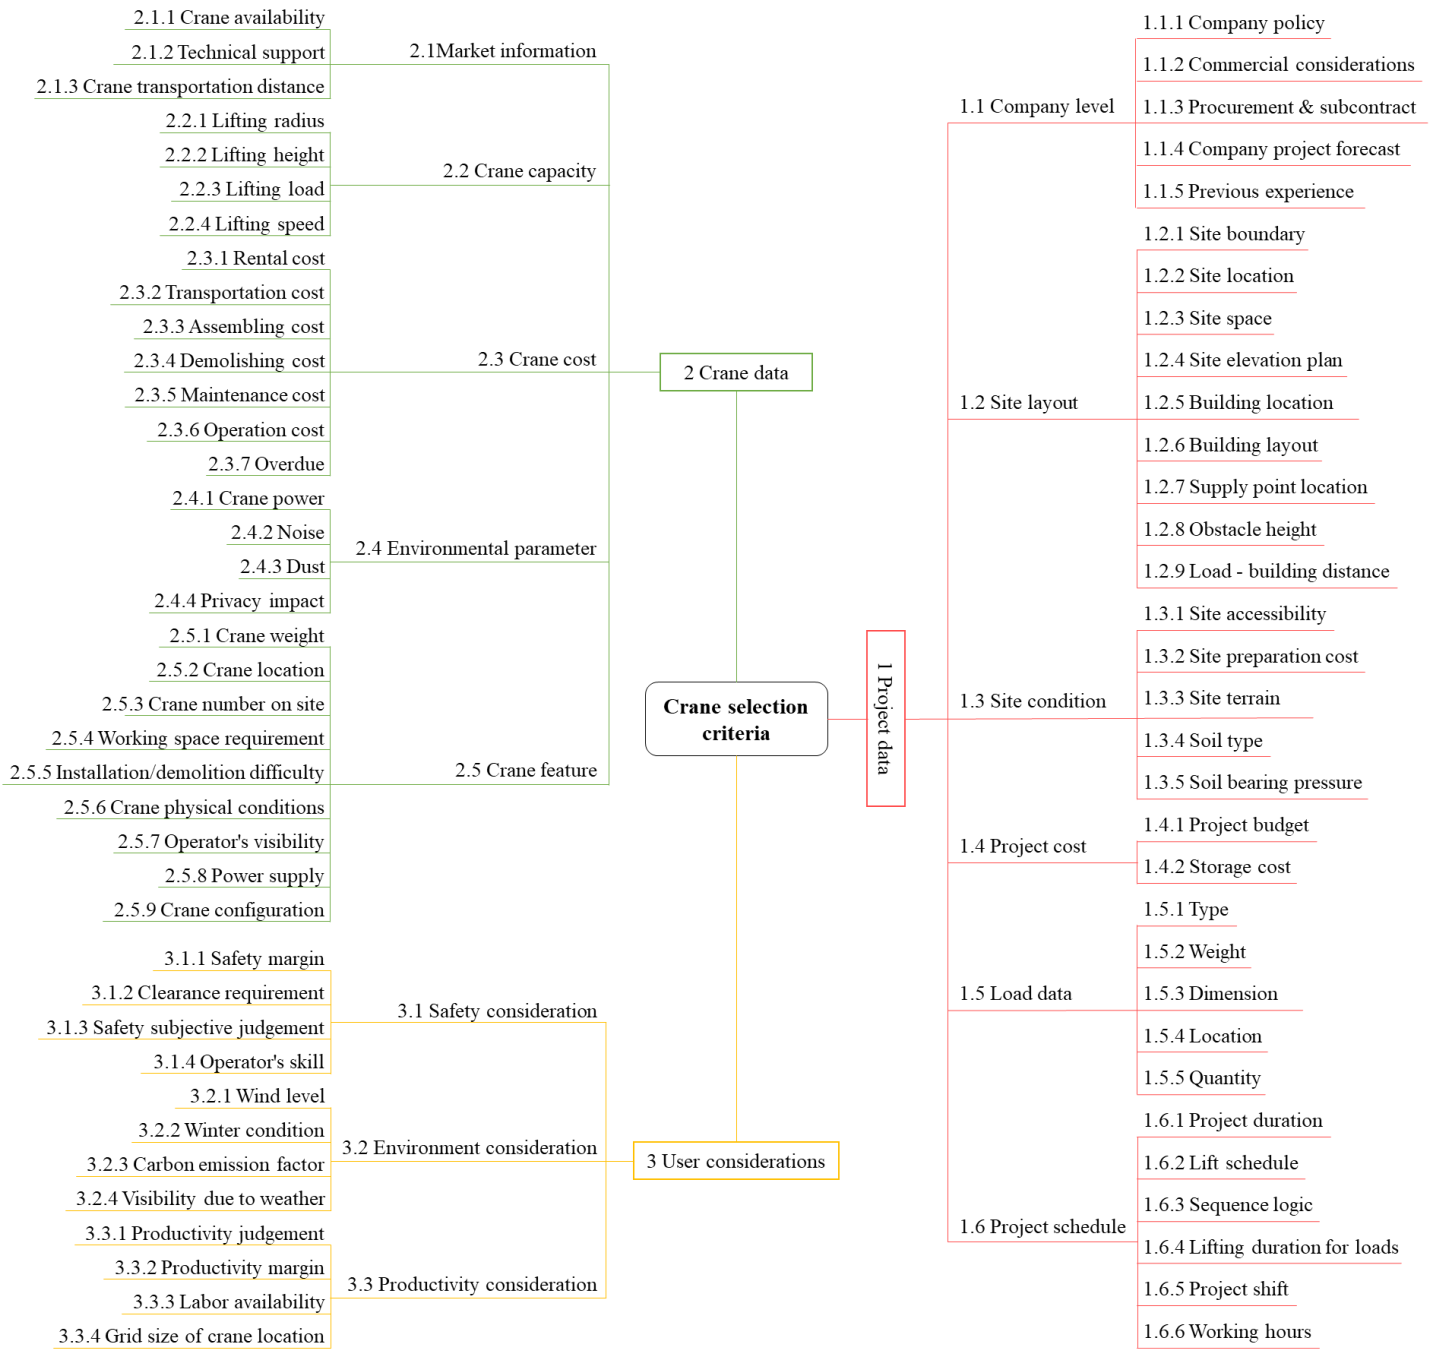 Crane selection
criteria
1 Project data
1.1 Company level
1.1.1 Company policy
1.1.2 Commercial considerations
1.1.3 Procurement & subcontract
1.1.4 Company project forecast
1.1.5 Previous experience
1.2 Site layout
1.2.1 Site boundary
1.2.2 Site location
1.2.3 Site space
1.2.4 Site elevation plan
1.2.5 Building location
1.2.6 Building layout
1.2.7 Supply point location
1.2.8 Obstacle height
1.2.9 Load - building distance
1.3 Site condition
1.3.1 Site accessibility
1.3.2 Site preparation cost
1.3.3 Site terrain
1.3.4 Soil type
1.3.5 Soil bearing pressure
1.4 Project cost
1.4.1 Project budget
1.4.2 Storage cost
1.5 Load data
1.5.1 Type
1.5.2 Weight
1.5.3 Dimension
1.5.4 Location
1.5.5 Quantity
1.6 Project schedule
1.6.1 Project duration
1.6.2 Lift schedule
1.6.3 Sequence logic
1.6.4 Lifting duration for loads
1.6.5 Project shift
1.6.6 Working hours
2 Crane data
2.1Market information
2.1.1 Crane availability
2.1.2 Technical support
2.1.3 Crane transportation distance
2.2 Crane capacity
2.2.1 Lifting radius
2.2.2 Lifting height
2.2.3 Lifting load
2.2.4 Lifting speed
2.3 Crane cost
2.3.1 Rental cost
2.3.2 Transportation cost
2.3.3 Assembling cost
2.3.4 Demolishing cost
2.3.5 Maintenance cost
2.3.6 Operation cost
2.3.7 Overdue
2.4 Environmental parameter
2.4.1 Crane power
2.4.2 Noise
2.4.3 Dust
2.4.4 Privacy impact
2.5 Crane feature
2.5.1 Crane weight
2.5.2 Crane location
2.5.3 Crane number on site
2.5.4 Working space requirement
2.5.5 Installation/demolition difficulty
2.5.6 Crane physical conditions
2.5.7 Operator's visibility
2.5.8 Power supply
2.5.9 Crane configuration
3 User considerations
3.1 Safety consideration
3.1.1 Safety margin
3.1.2 Clearance requirement
3.1.3 Safety subjective judgement
3.1.4 Operator's skill
3.2 Environment consideration
3.2.1 Wind level
3.2.2 Winter condition
3.2.3 Carbon emission factor
3.2.4 Visibility due to weather
3.3 Productivity consideration
3.3.1 Productivity judgement
3.3.2 Productivity margin
3.3.3 Labor availability
3.3.4 Grid size of crane location